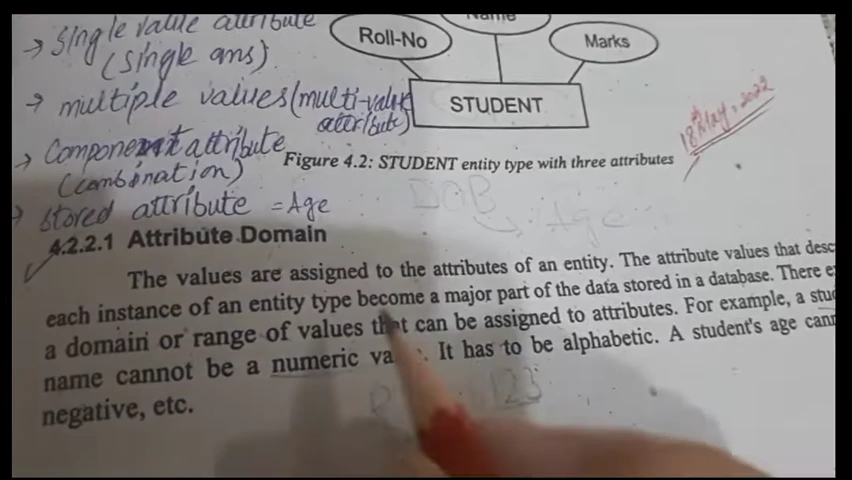 → Single value attribute
(Single ans)
→ multiple values (multi-value
attribute)
→ Component attribute
(combination)
→ Stored attribute = Age
Name
Roll-No
Marks
STUDENT
18 May, 2022
Figure 4.2: STUDENT entity type with three attributes
DOB
Age
4.2.2.1 Attribute Domain
The values are assigned to the attributes of an entity. The attribute values that desc
each instance of an entity type become a major part of the data stored in a database. There e
a domain or range of values that can be assigned to attributes. For example, a stu
name cannot be a numeric va . It has to be alphabetic. A student's age cann
negative, etc.
123